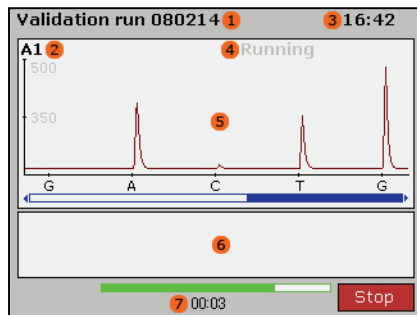 Validation run 080214 1 3 16:42
A1 2 4 Running
500
350
5
G A C T G
6
7 00:03 Stop